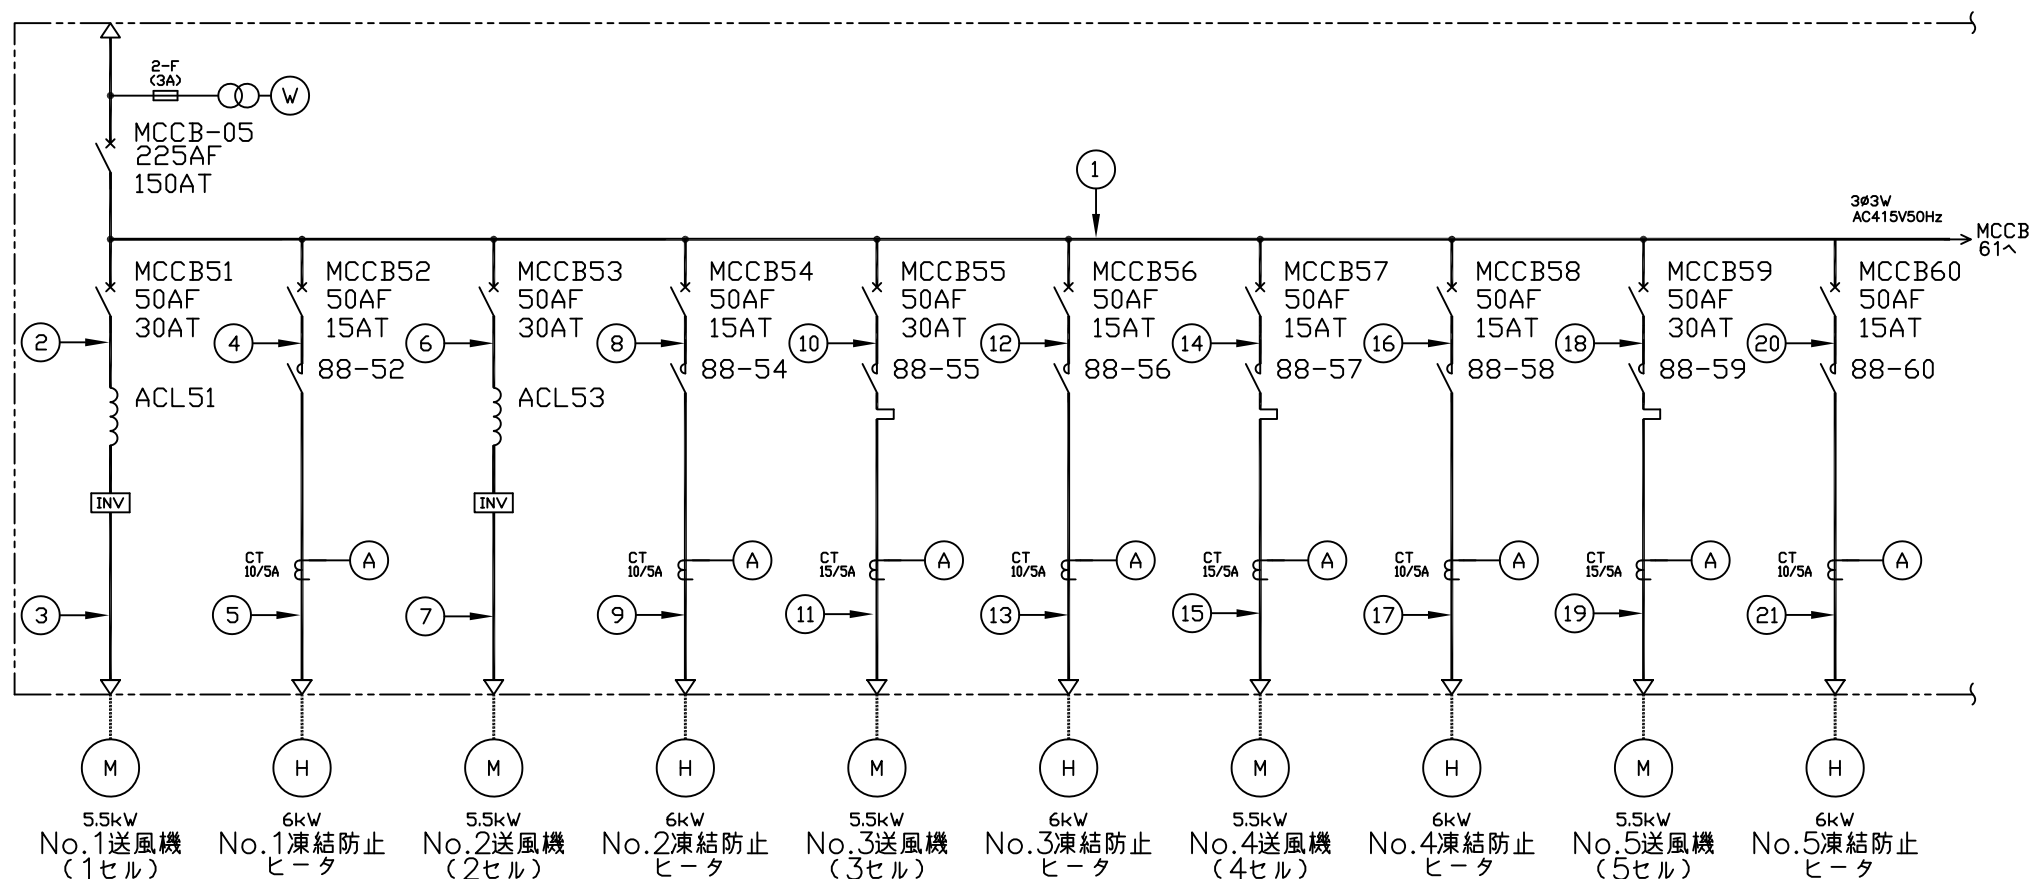 2-F
(3A)
W
MCCB-05
225AF
150AT
1
3ø3W
AC415V50Hz
MCCB
61へ
MCCB51
50AF
30AT
MCCB52
50AF
15AT
MCCB53
50AF
30AT
MCCB54
50AF
15AT
MCCB55
50AF
30AT
MCCB56
50AF
15AT
MCCB57
50AF
15AT
MCCB58
50AF
15AT
MCCB59
50AF
30AT
MCCB60
50AF
15AT
2
4
6
8
10
12
14
16
18
20
88-52
88-54
88-55
88-56
88-57
88-58
88-59
88-60
ACL51
ACL53
INV
INV
CT
10/5A
A
CT
10/5A
A
CT
15/5A
A
CT
10/5A
A
CT
15/5A
A
CT
10/5A
A
CT
15/5A
A
CT
10/5A
A
3
5
7
9
11
13
15
17
19
21
M
H
M
H
M
H
M
H
M
H
5.5kW
No.1送風機
(1セル)
6kW
No.1凍結防止
ヒータ
5.5kW
No.2送風機
(2セル)
6kW
No.2凍結防止
ヒータ
5.5kW
No.3送風機
(3セル)
6kW
No.3凍結防止
ヒータ
5.5kW
No.4送風機
(4セル)
6kW
No.4凍結防止
ヒータ
5.5kW
No.5送風機
(5セル)
6kW
No.5凍結防止
ヒータ